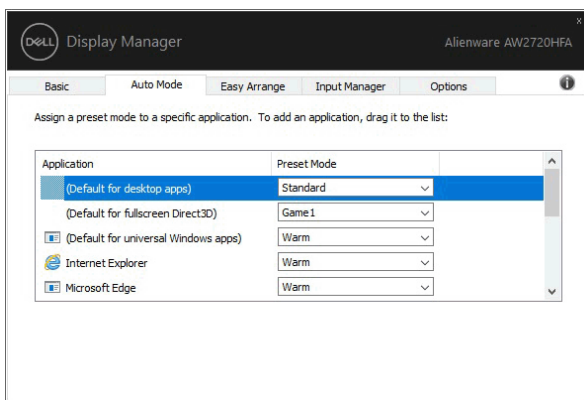 DELL Display Manager Alienware AW2720HFA
Basic Auto Mode Easy Arrange Input Manager Options
Assign a preset mode to a specific application. To add an application, drag it to the list:
Application Preset Mode
(Default for desktop apps) Standard
(Default for fullscreen Direct3D) Game1
(Default for universal Windows apps) Warm
Internet Explorer Warm
Microsoft Edge Warm